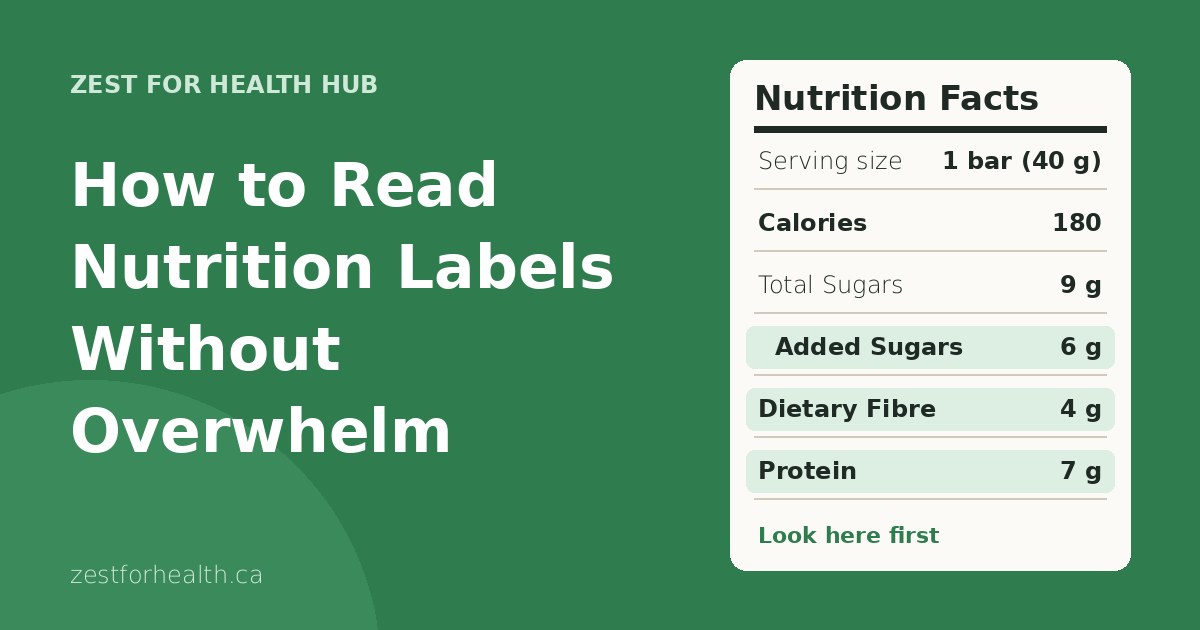 ZEST FOR HEALTH HUB
How to Read
Nutrition Labels
Without
Overwhelm
zestforhealth.ca
Nutrition Facts
Serving size 1 bar (40 g)
Calories 180
Total Sugars 9 g
Added Sugars 6 g
Dietary Fibre 4 g
Protein 7 g
Look here first